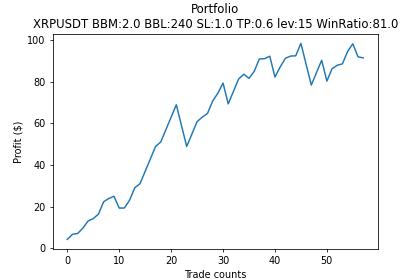 Portfolio
XRPUSDT BBM:2.0 BBL:240 SL:1.0 TP:0.6 lev:15 WinRatio:81.0
100
80
60
40
20
0
Profit ($)
0 10 20 30 40 50
Trade counts